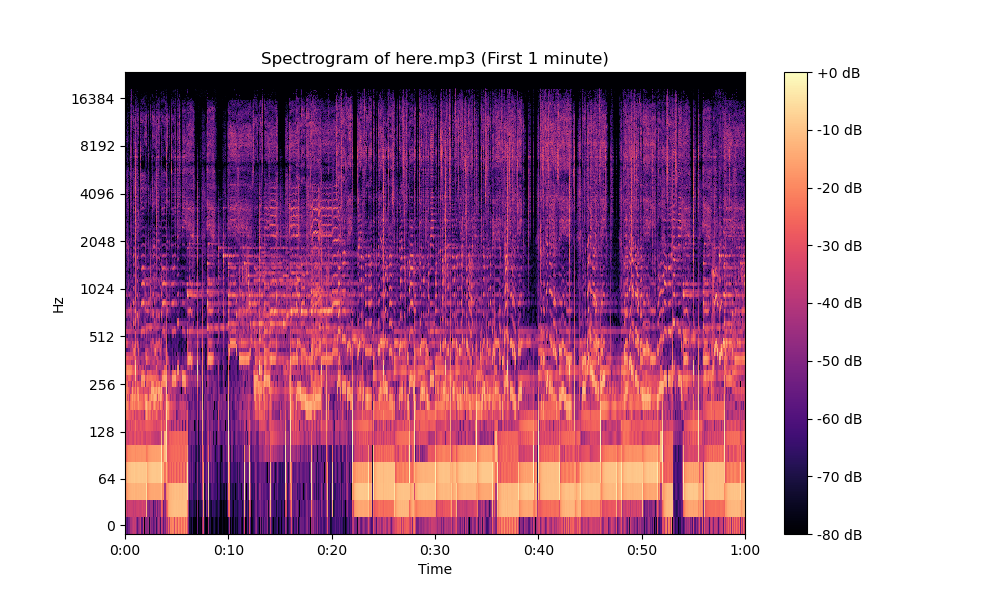 Spectrogram of here.mp3 (First 1 minute)
Hz
16384
8192
4096
2048
1024
512
256
128
64
0
0:00 0:10 0:20 0:30 0:40 0:50 1:00
Time
+0 dB
-10 dB
-20 dB
-30 dB
-40 dB
-50 dB
-60 dB
-70 dB
-80 dB